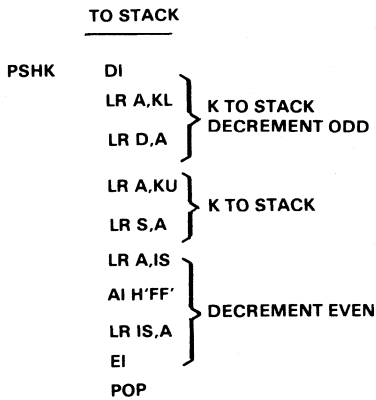 TO STACK
PSHK DI
LR A,KL
LR D,A
K TO STACK
DECREMENT ODD
LR A,KU
LR S,A
K TO STACK
LR A,IS
AI H'FF'
LR IS,A
EI
DECREMENT EVEN
POP